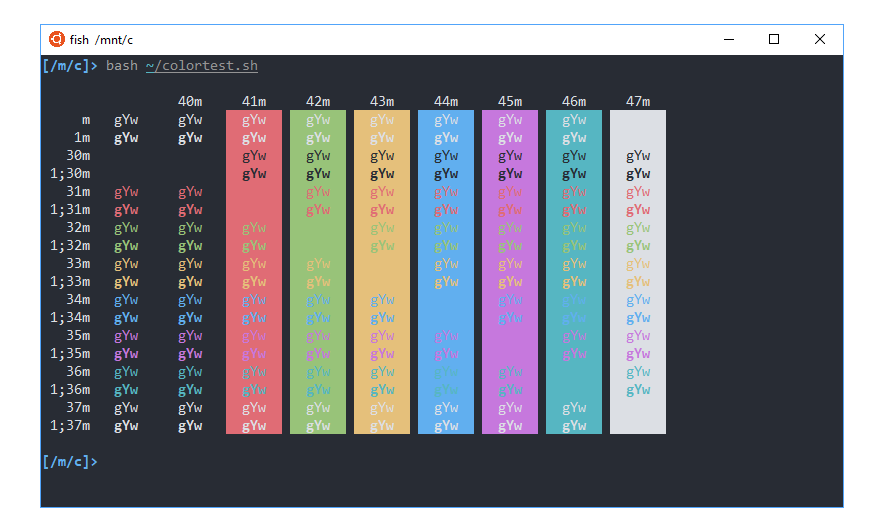 fish /mnt/c
[/m/c]> bash ~/colortest.sh
40m 41m 42m 43m 44m 45m 46m 47m
m gYw gYw gYw gYw gYw gYw gYw gYw
1m gYw gYw gYw gYw gYw gYw gYw gYw
30m gYw gYw gYw gYw gYw gYw gYw
1;30m gYw gYw gYw gYw gYw gYw gYw
31m gYw gYw gYw gYw gYw gYw gYw gYw
1;31m gYw gYw gYw gYw gYw gYw gYw gYw
32m gYw gYw gYw gYw gYw gYw gYw gYw
1;32m gYw gYw gYw gYw gYw gYw gYw gYw
33m gYw gYw gYw gYw gYw gYw gYw gYw
1;33m gYw gYw gYw gYw gYw gYw gYw gYw
34m gYw gYw gYw gYw gYw gYw gYw gYw
1;34m gYw gYw gYw gYw gYw gYw gYw gYw
35m gYw gYw gYw gYw gYw gYw gYw gYw
1;35m gYw gYw gYw gYw gYw gYw gYw gYw
36m gYw gYw gYw gYw gYw gYw gYw gYw
1;36m gYw gYw gYw gYw gYw gYw gYw gYw
37m gYw gYw gYw gYw gYw gYw gYw gYw
1;37m gYw gYw gYw gYw gYw gYw gYw gYw
[/m/c]>